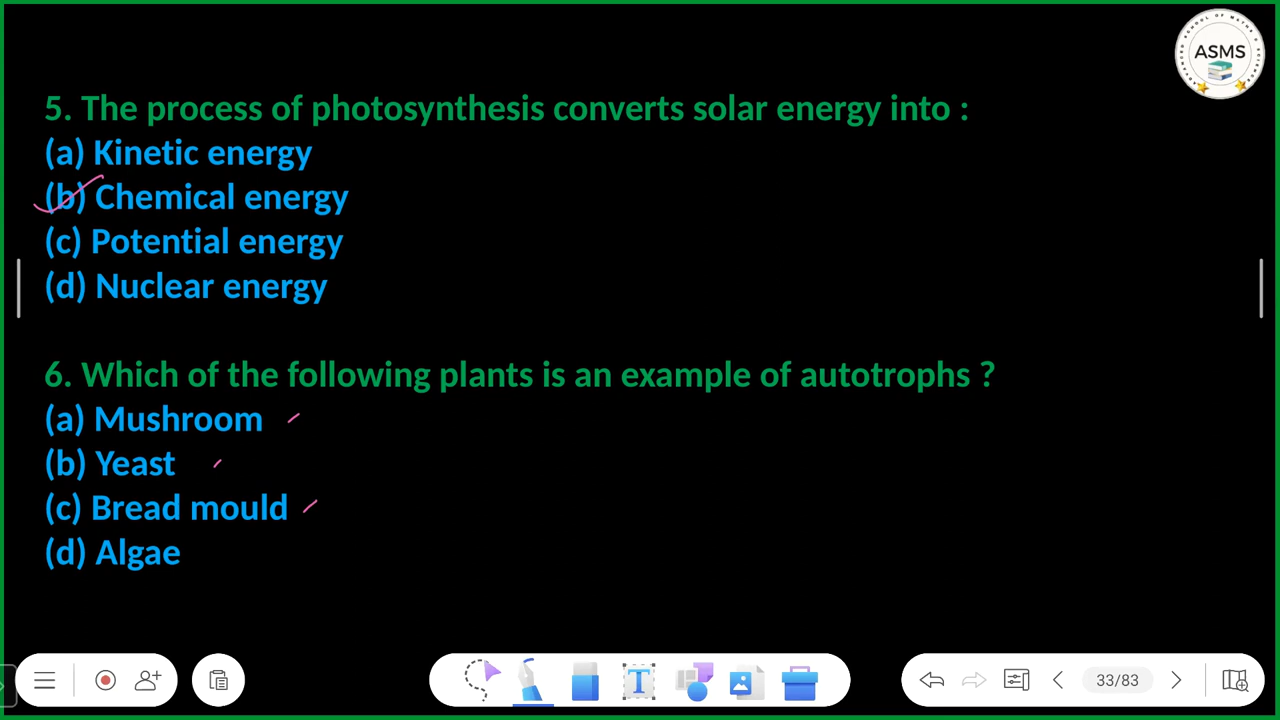 ASMS
5. The process of photosynthesis converts solar energy into :
(a) Kinetic energy
(b) Chemical energy
(c) Potential energy
(d) Nuclear energy
6. Which of the following plants is an example of autotrophs ?
(a) Mushroom
(b) Yeast
(c) Bread mould
(d) Algae
T
33/83